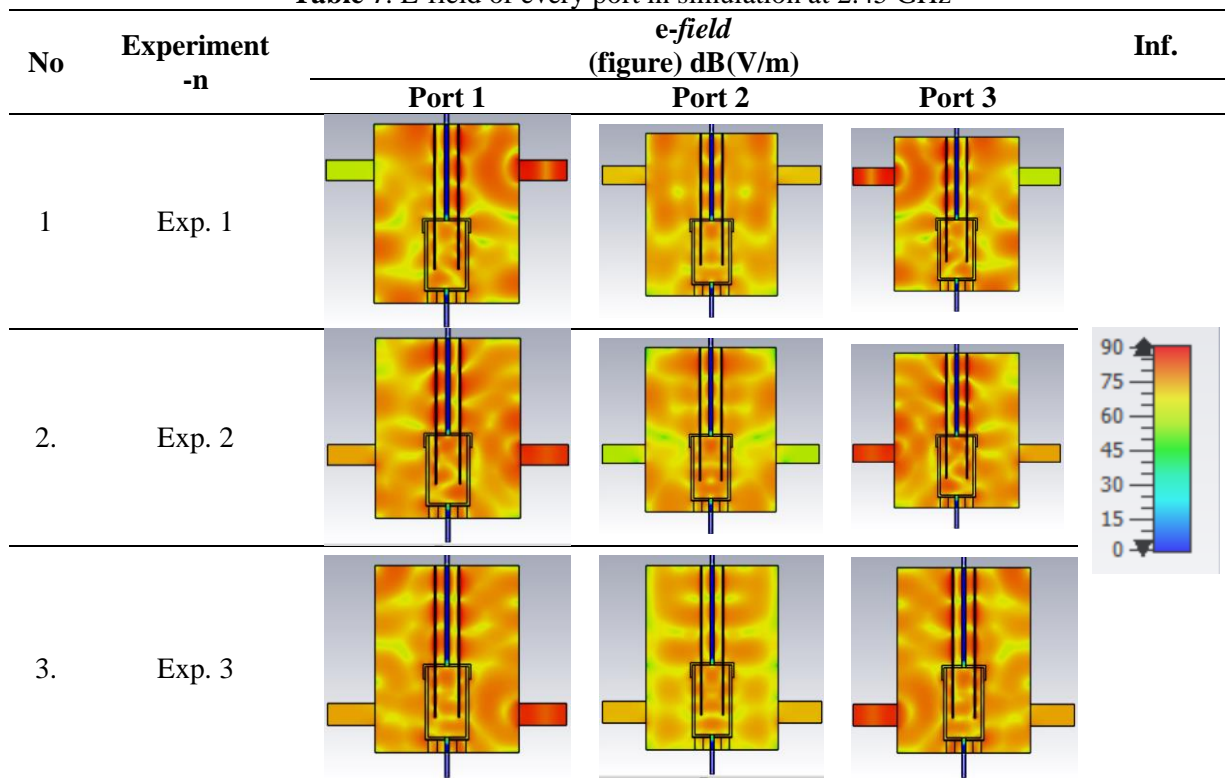 Table 7. E-field of every port in simulation at 2.45 GHz
No Experiment -n e-field (figure) dB(V/m) Inf.
Port 1 Port 2 Port 3
1 Exp. 1
2. Exp. 2
90
75
60
45
30
15
0
3. Exp. 3